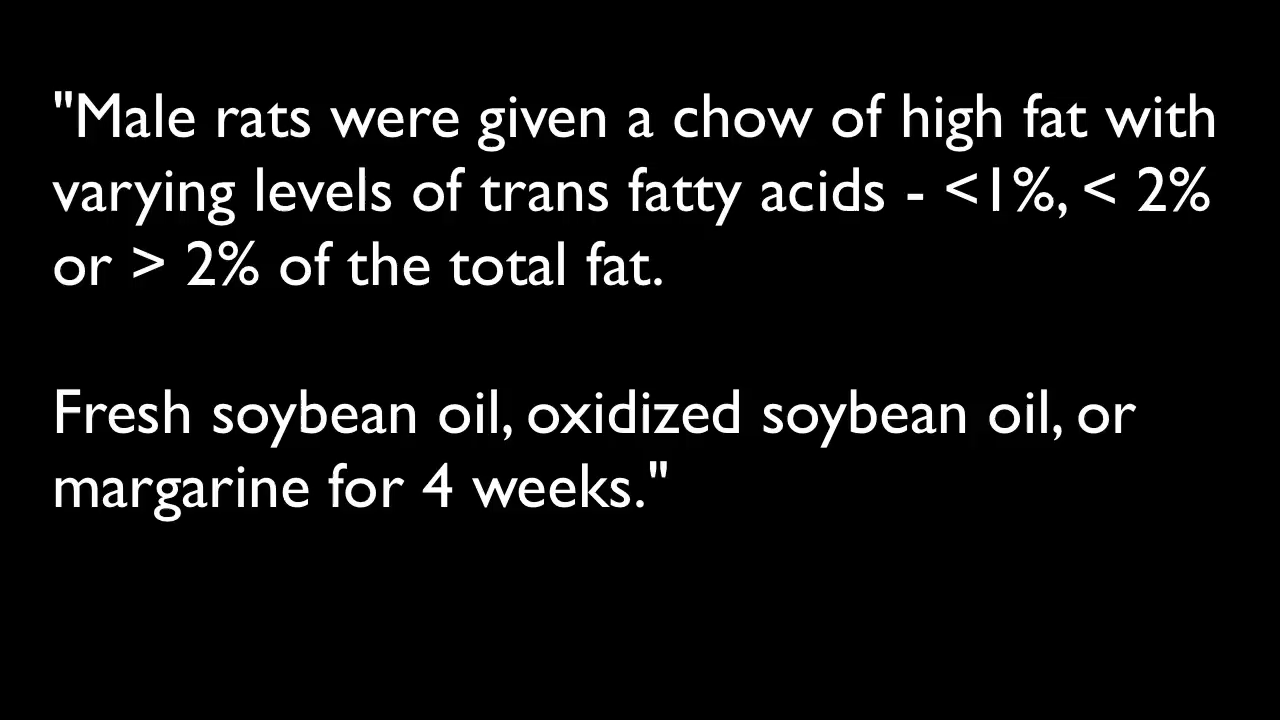 "Male rats were given a chow of high fat with
varying levels of trans fatty acids - <1%, < 2%
or > 2% of the total fat.
Fresh soybean oil, oxidized soybean oil, or
margarine for 4 weeks."